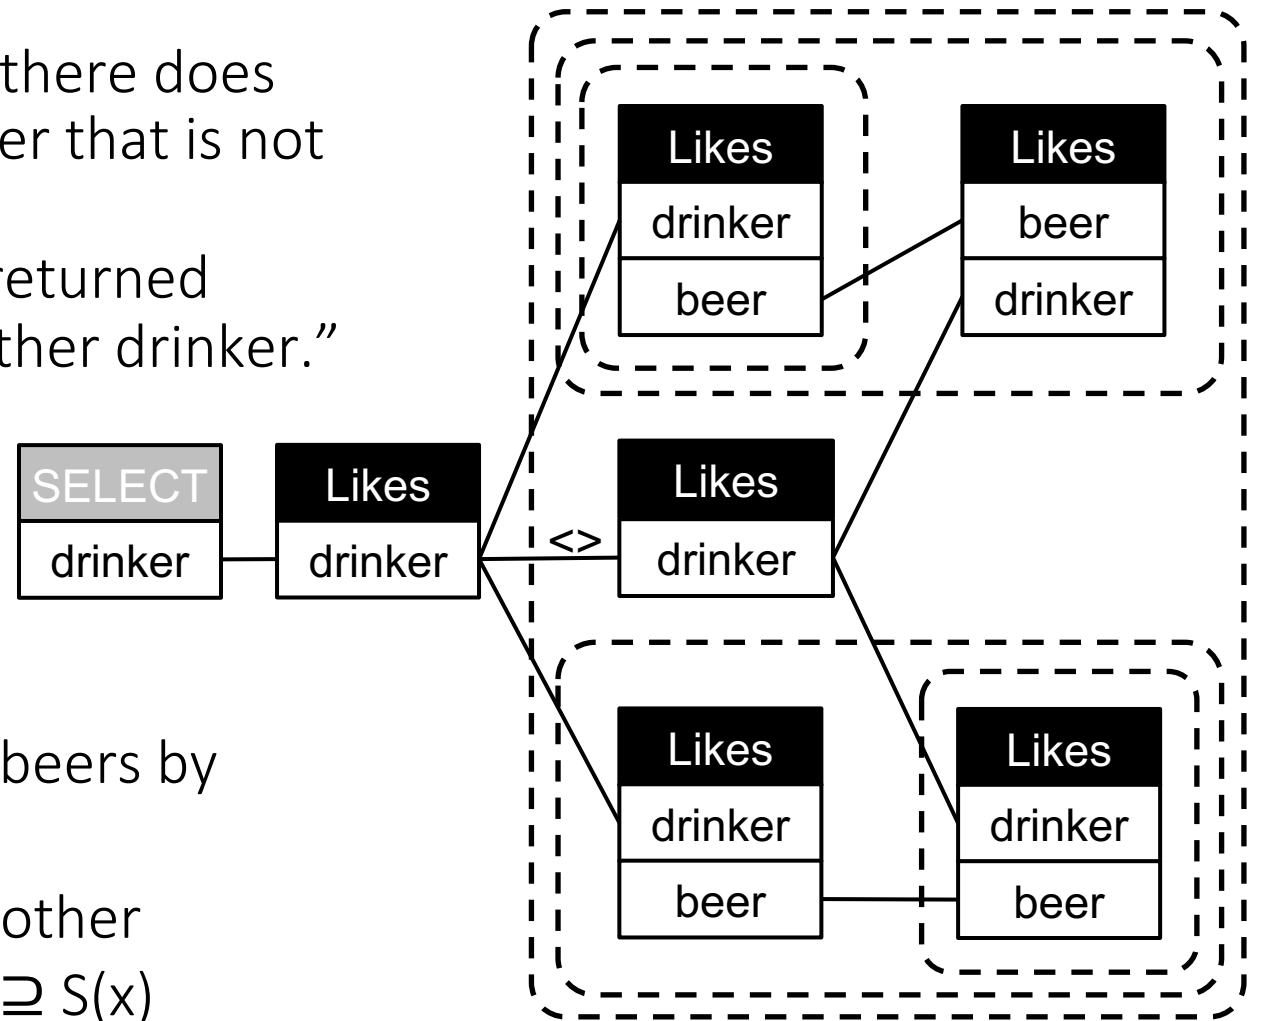 there does
er that is not
returned
ther drinker.”
SELECT
drinker
Likes
drinker
<>
Likes
drinker
beer
Likes
beer
drinker
Likes
drinker
Likes
drinker
beer
Likes
drinker
beer
beers by
other
⊇ S(x)